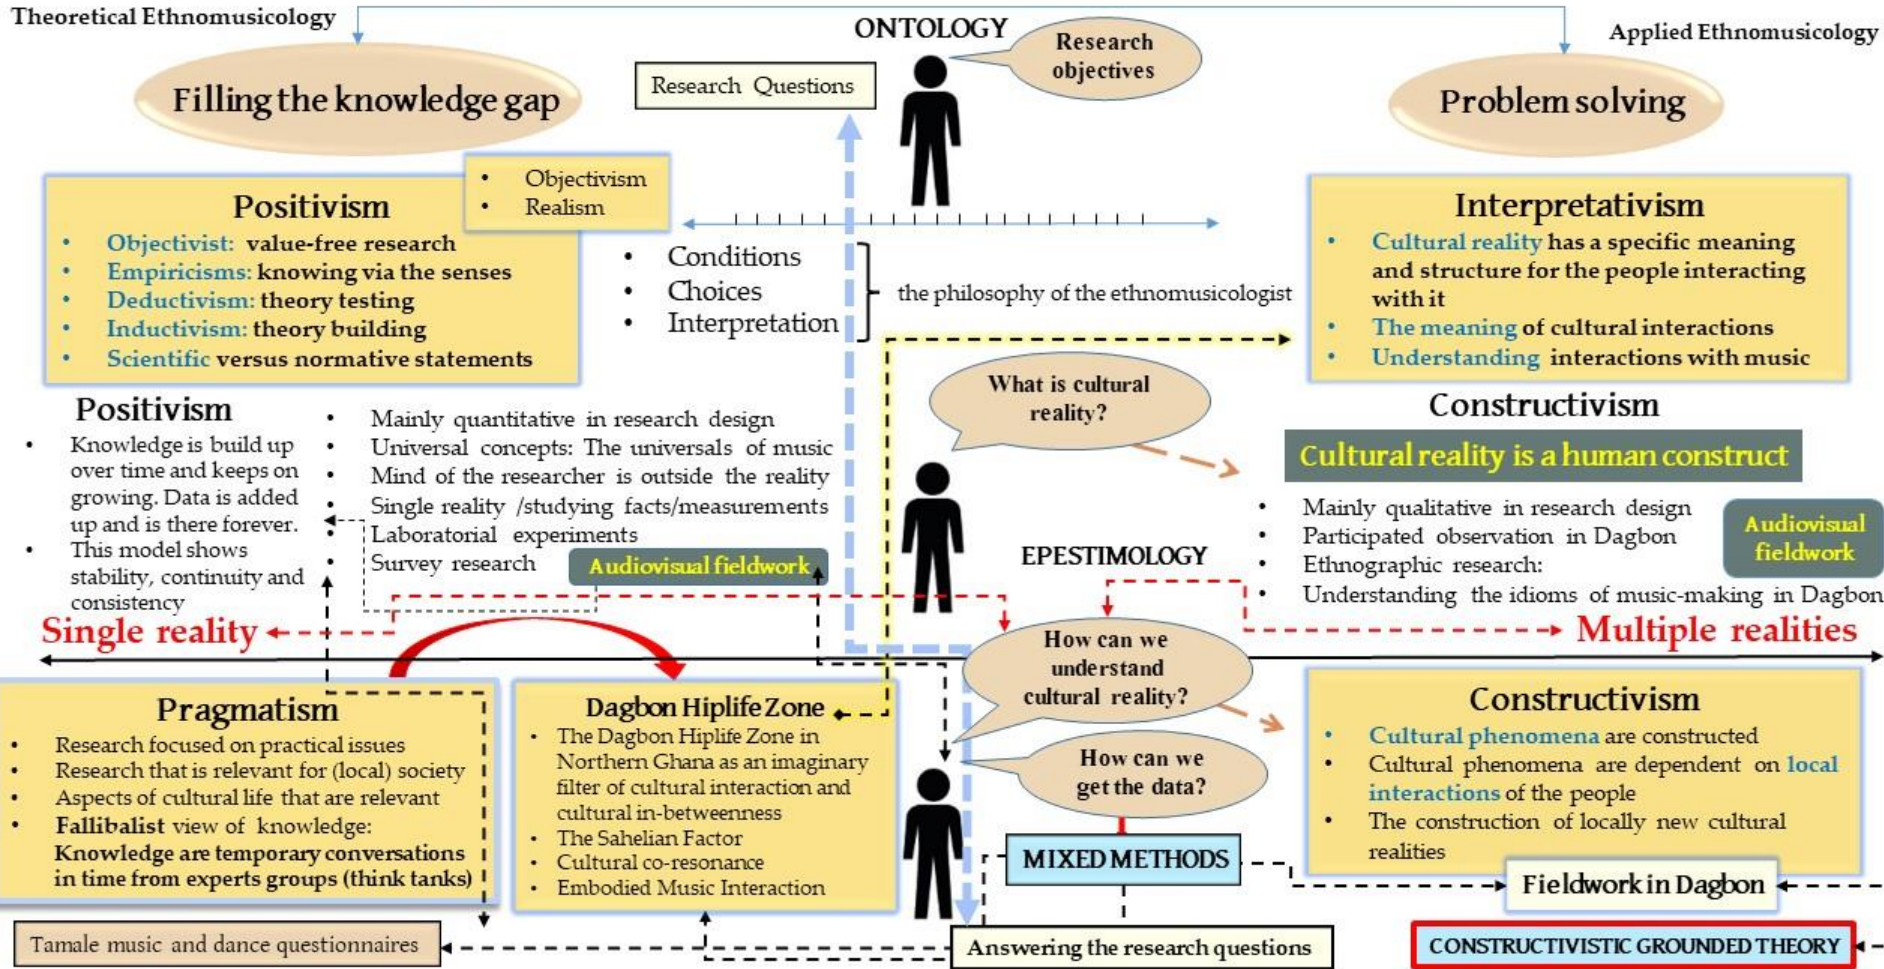 Theoretical Ethnomusicology
ONTOLOGY
Applied Ethnomusicology
Research
objectives
Research Questions
Filling the knowledge gap
Problem solving
• Objectivism
• Realism
Positivism
• Objectivist: value-free research
• Empiricisms: knowing via the senses
• Deductivism: theory testing
• Inductivism: theory building
• Scientific versus normative statements
• Conditions
• Choices
• Interpretation
the philosophy of the ethnomusicologist
Interpretativism
• Cultural reality has a specific meaning
and structure for the people interacting
with it
• The meaning of cultural interactions
• Understanding interactions with music
Positivism
• Knowledge is build up
over time and keeps on
growing. Data is added
up and is there forever.
• This model shows
stability, continuity and
consistency
• Mainly quantitative in research design
• Universal concepts: The universals of music
• Mind of the researcher is outside the reality
• Single reality /studying facts/measurements
• Laboratorial experiments
• Survey research
Audiovisual fieldwork
What is cultural
reality?
Constructivism
Cultural reality is a human construct
• Mainly qualitative in research design
• Participated observation in Dagbon
• Ethnographic research:
• Understanding the idioms of music-making in Dagbon
Audiovisual
fieldwork
EPESTIMOLOGY
Single reality
How can we
understand
cultural reality?
Multiple realities
Pragmatism
• Research focused on practical issues
• Research that is relevant for (local) society
• Aspects of cultural life that are relevant
• Fallibalist view of knowledge:
Knowledge are temporary conversations
in time from experts groups (think tanks)
Dagbon Hiplife Zone
• The Dagbon Hiplife Zone in
Northern Ghana as an imaginary
filter of cultural interaction and
cultural in-betweenness
• The Sahelian Factor
• Cultural co-resonance
• Embodied Music Interaction
How can we
get the data?
MIXED METHODS
Constructivism
• Cultural phenomena are constructed
• Cultural phenomena are dependent on local
interactions of the people
• The construction of locally new cultural
realities
Fieldwork in Dagbon
Tamale music and dance questionnaires
Answering the research questions
CONSTRUCTIVISTIC GROUNDED THEORY